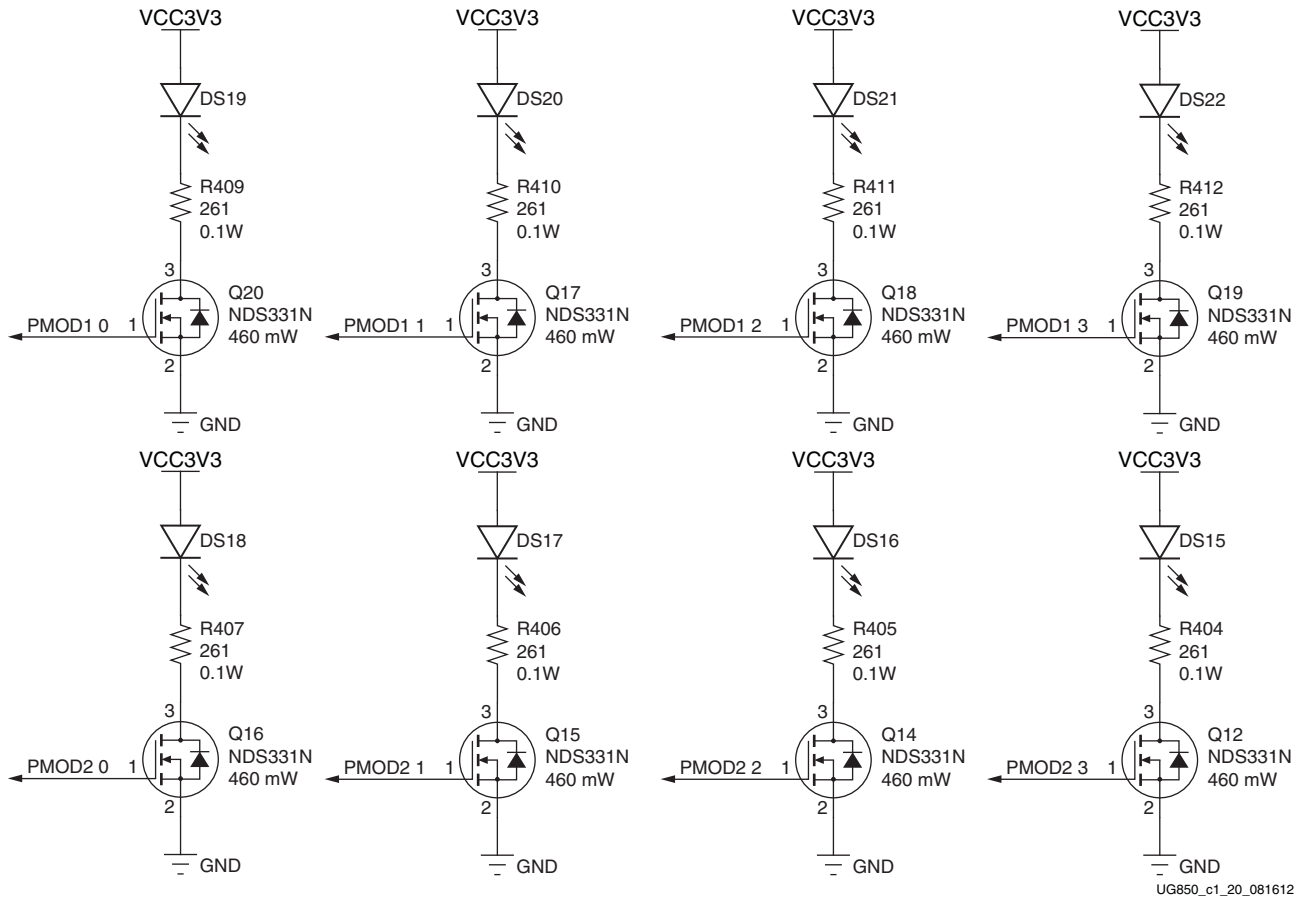 VCC3V3
DS19
R409
261
0.1W
3
Q20
NDS331N
460 mW
PMOD1 0
1
2
GND
VCC3V3
DS20
R410
261
0.1W
3
Q17
NDS331N
460 mW
PMOD1 1
1
2
GND
VCC3V3
DS21
R411
261
0.1W
3
Q18
NDS331N
460 mW
PMOD1 2
1
2
GND
VCC3V3
DS22
R412
261
0.1W
3
Q19
NDS331N
460 mW
PMOD1 3
1
2
GND
VCC3V3
DS18
R407
261
0.1W
3
Q16
NDS331N
460 mW
PMOD2 0
1
2
GND
VCC3V3
DS17
R406
261
0.1W
3
Q15
NDS331N
460 mW
PMOD2 1
1
2
GND
VCC3V3
DS16
R405
261
0.1W
3
Q14
NDS331N
460 mW
PMOD2 2
1
2
GND
VCC3V3
DS15
R404
261
0.1W
3
Q12
NDS331N
460 mW
PMOD2 3
1
2
GND
UG850_c1_20_081612